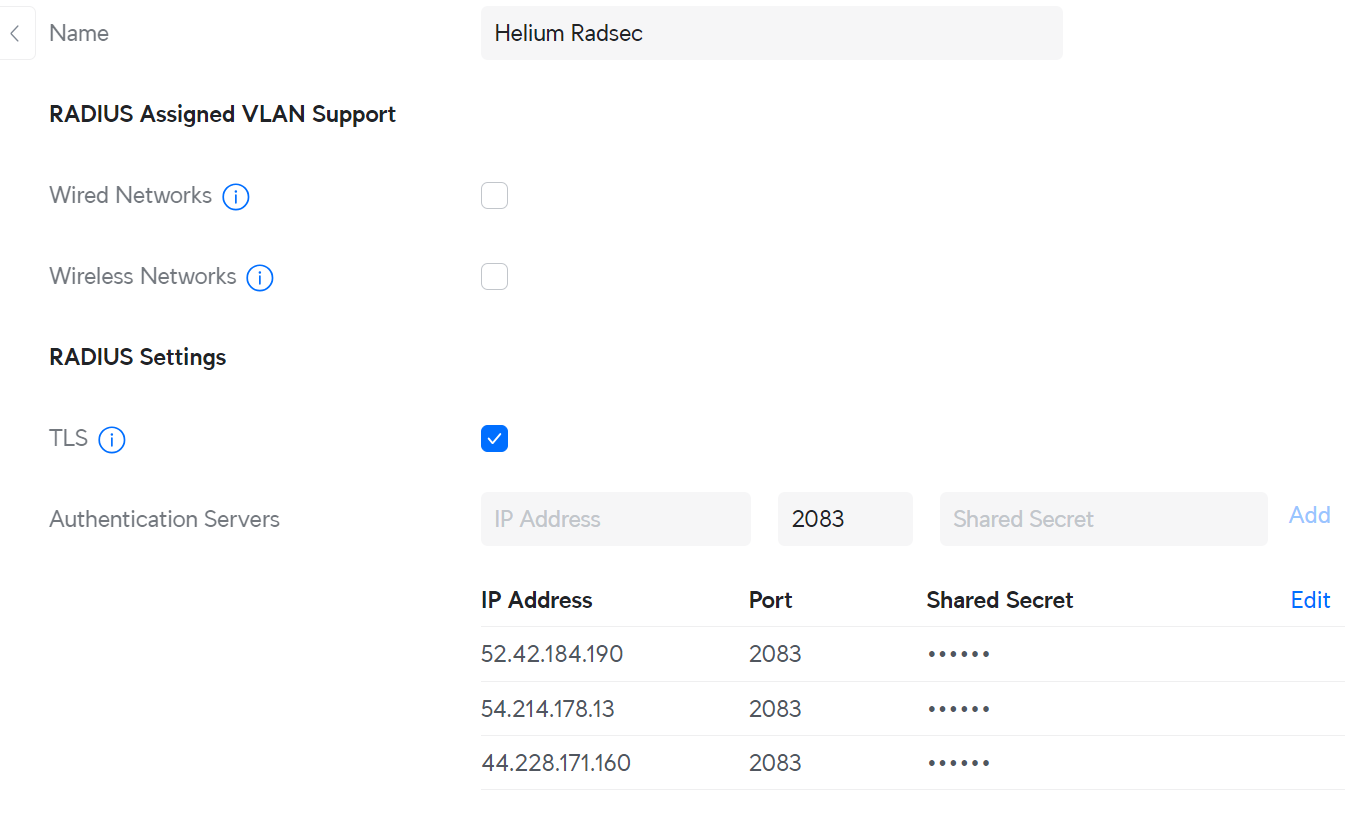 Name Helium Radsec
RADIUS Assigned VLAN Support
Wired Networks
Wireless Networks
RADIUS Settings
TLS
Authentication Servers IP Address 2083 Shared Secret Add
IP Address Port Shared Secret Edit
52.42.184.190 2083 ••••••
54.214.178.13 2083 ••••••
44.228.171.160 2083 ••••••